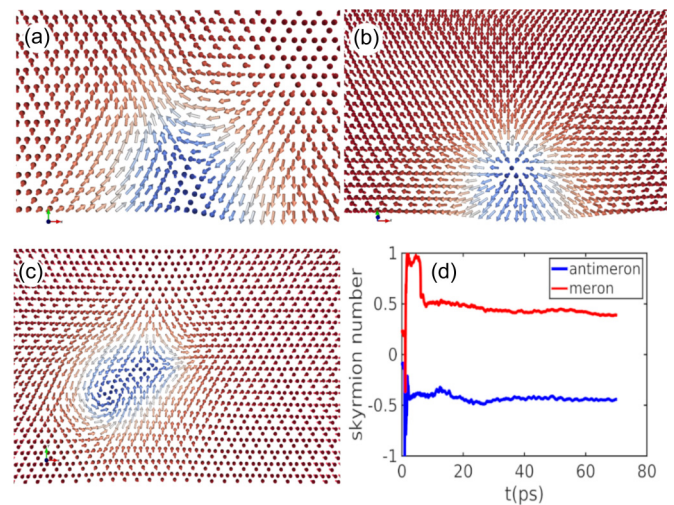 (a)
(b)
(c)
(d)
antimeron
meron
skyrmion number
1
0.5
0
-0.5
-1
0
20
40
60
80
t(ps)